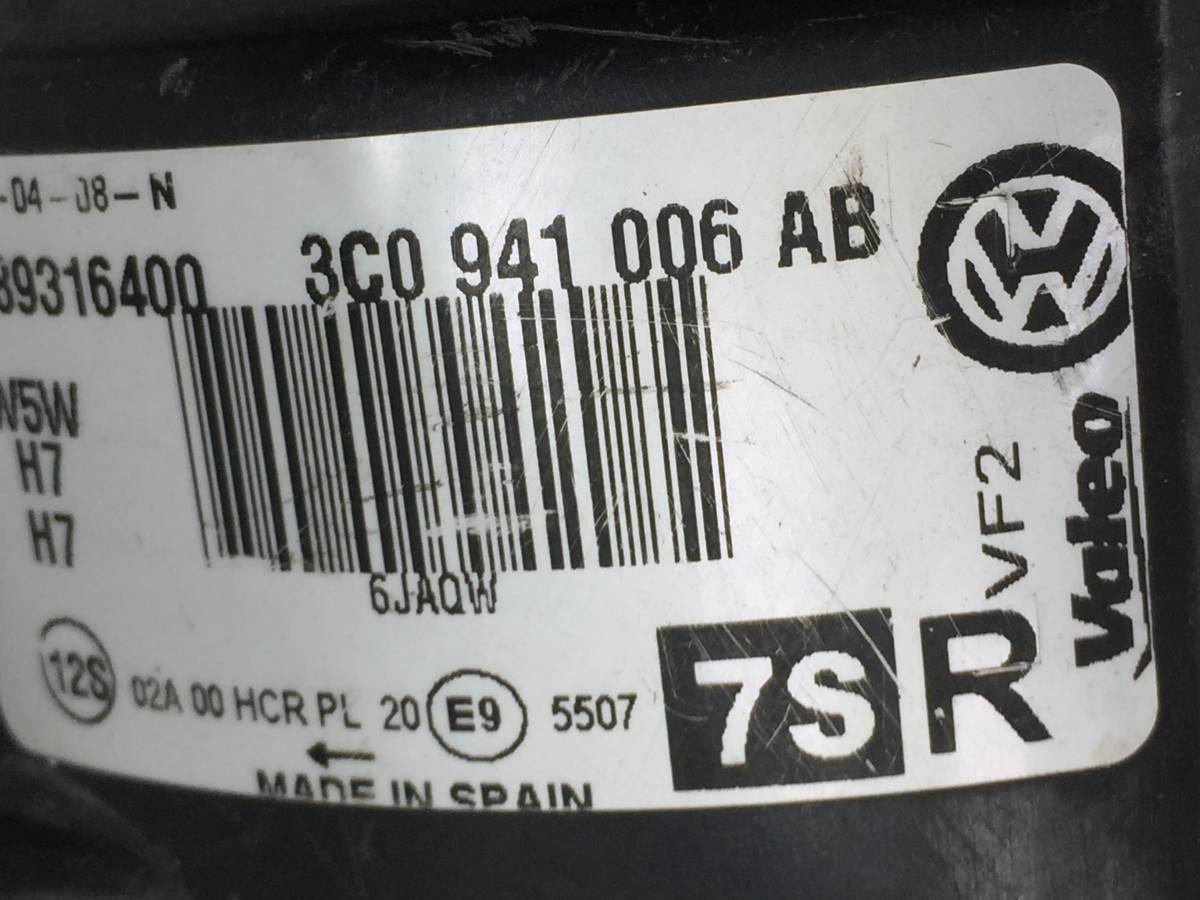 -04-08-N
89316400 3C0 941 006 AB
W5W
H7
H7
6JAQW
VF2
Valeo
12S 02A 00 HCR PL 20 E9 5507
7S R
MADE IN SPAIN